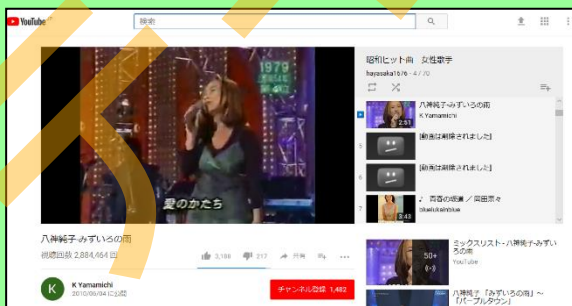 YouTube
検索
1979
愛のかたち
八神純子-みずいろの雨
視聴回数 2,884,464 回
3,188
217
共有
K
K Yamamichi
2010/06/04 に公開
チャンネル登録 1,482
昭和ヒット曲 女性歌手
hayasaka1676 - 4 / 70
八神純子-みずいろの雨
K Yamamichi
2:51
5
[動画は削除されました]
6
[動画は削除されました]
7
♪ 青春の坂道 ／ 岡田奈々
bluelukeinblue
3:43
ミックスリスト - 八神純子-みずい
ろの雨
YouTube
50+
八神純子 「みずいろの雨」～
「パープルタウン」